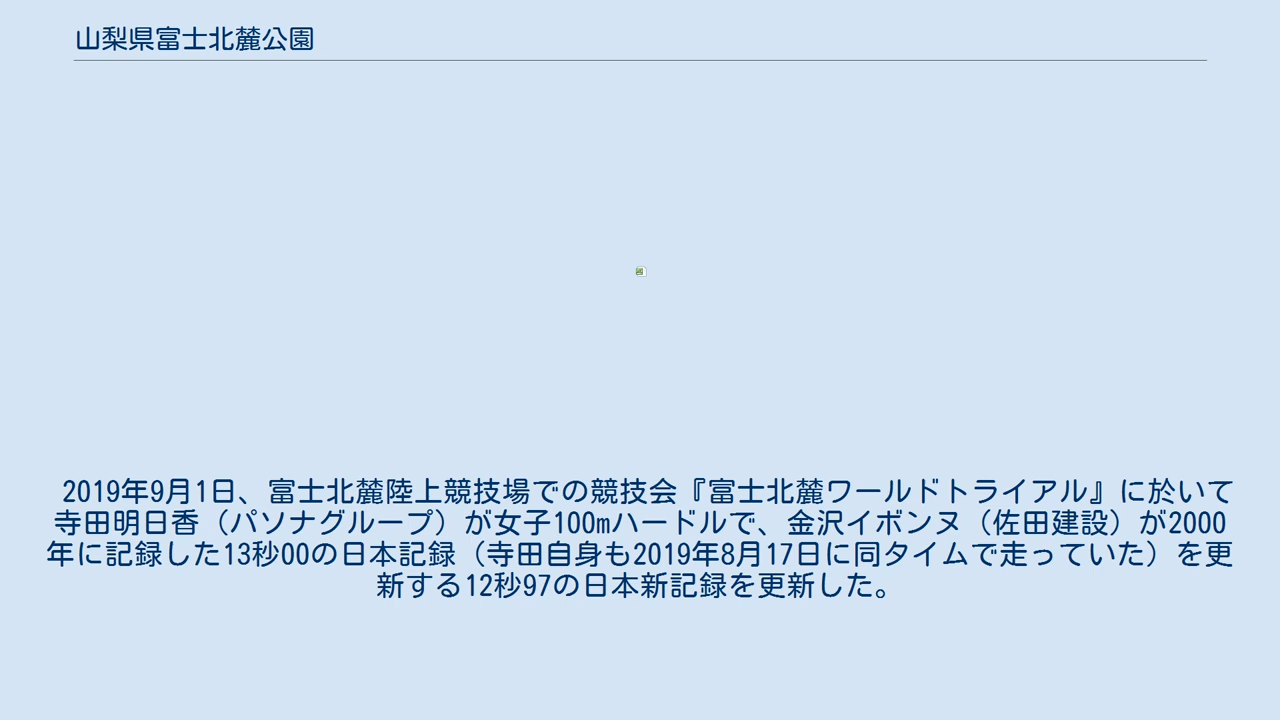 山梨県富士北麓公園
2019年9月1日、富士北麓陸上競技場での競技会『富士北麓ワールドトライアル』に於いて
寺田明日香（パソナグループ）が女子100mハードルで、金沢イボンヌ（佐田建設）が2000
年に記録した13秒00の日本記録（寺田自身も2019年8月17日に同タイムで走っていた）を更
新する12秒97の日本新記録を更新した。